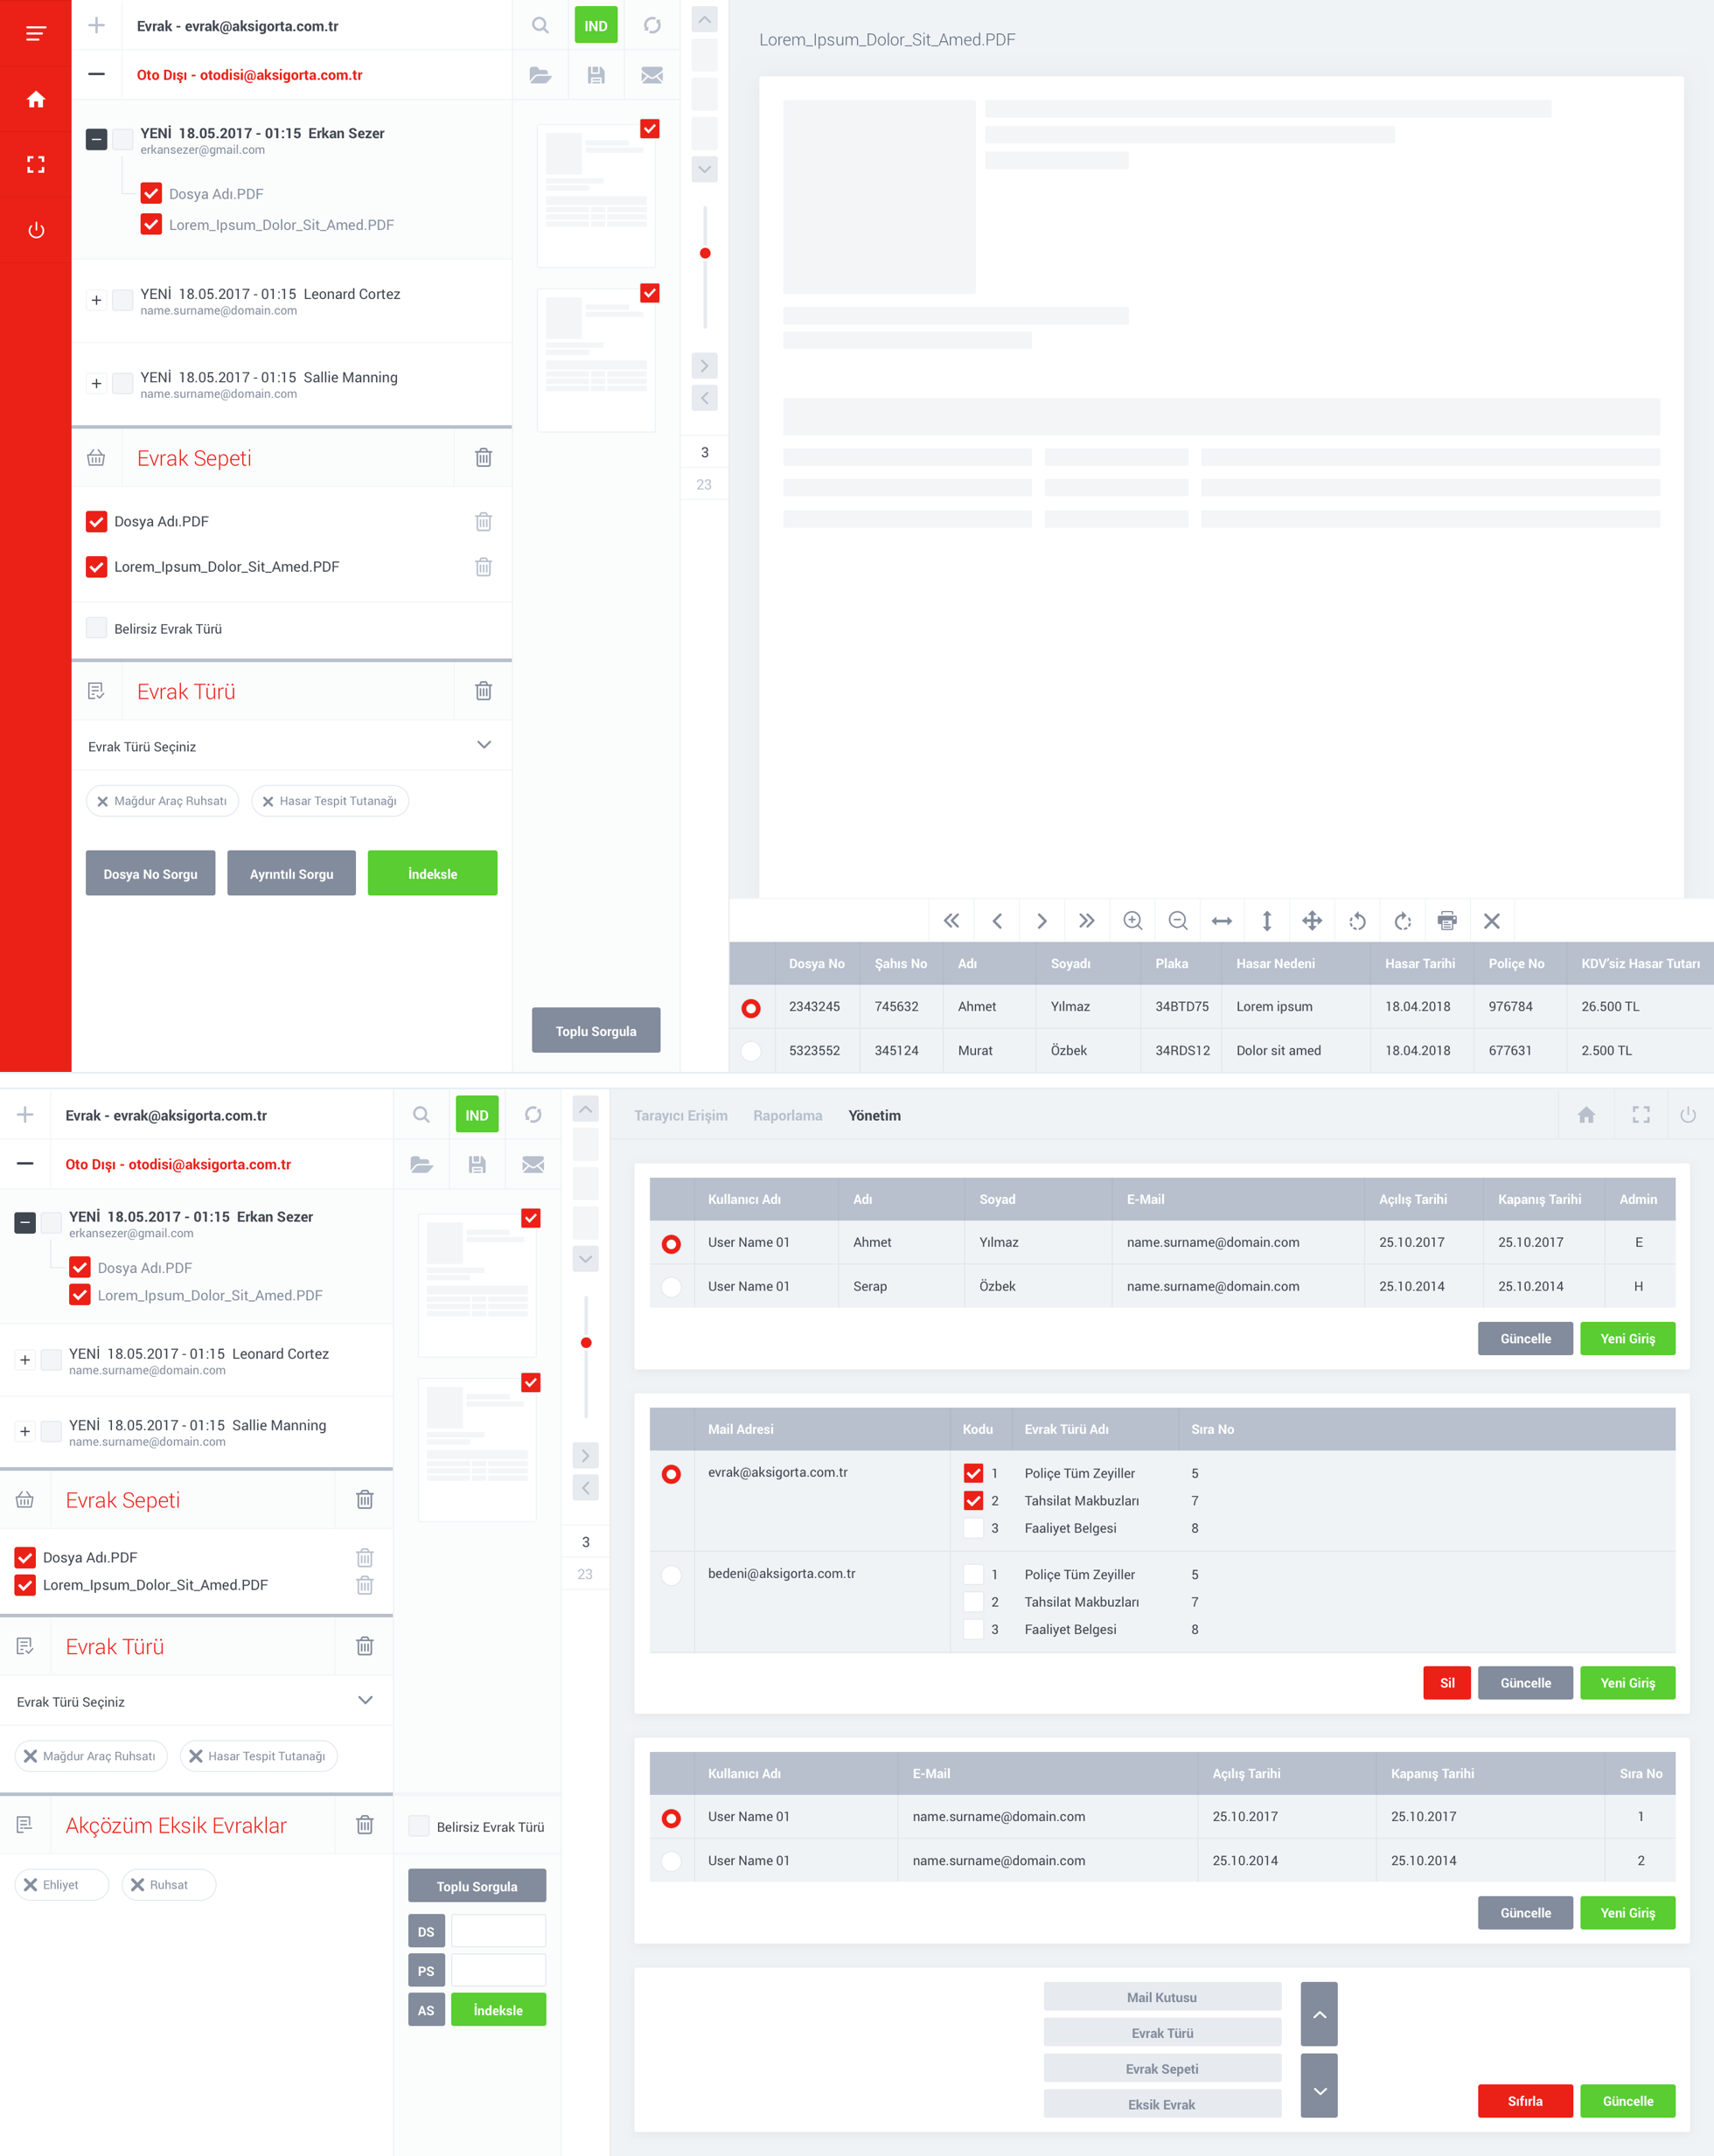 Evrak - evrak@aksigorta.com.tr
IND
Oto Dışı - otodisi@aksigorta.com.tr
YENİ 18.05.2017 - 01:15 Erkan Sezer
erkansezer@gmail.com
Dosya Adı.PDF
Lorem_Ipsum_Dolor_Sit_Amed.PDF
YENİ 18.05.2017 - 01:15 Leonard Cortez
name.surname@domain.com
YENİ 18.05.2017 - 01:15 Sallie Manning
name.surname@domain.com
Evrak Sepeti
Dosya Adı.PDF
Lorem_Ipsum_Dolor_Sit_Amed.PDF
Belirsiz Evrak Türü
Evrak Türü
Evrak Türü Seçiniz
Mağdur Araç Ruhsatı Hasar Tespit Tutanağı
Dosya No Sorgu Ayrıntılı Sorgu İndeksle
Toplu Sorgula
3
23
Lorem_Ipsum_Dolor_Sit_Amed.PDF
Dosya No Şahıs No Adı Soyadı Plaka Hasar Nedeni Hasar Tarihi Poliçe No KDV'siz Hasar Tutarı
2343245 745632 Ahmet Yılmaz 34BTD75 Lorem ipsum 18.04.2018 976784 26.500 TL
5323552 345124 Murat Özbek 34RDS12 Dolor sit amed 18.04.2018 677631 2.500 TL
Evrak - evrak@aksigorta.com.tr
IND
Oto Dışı - otodisi@aksigorta.com.tr
YENİ 18.05.2017 - 01:15 Erkan Sezer
erkansezer@gmail.com
Dosya Adı.PDF
Lorem_Ipsum_Dolor_Sit_Amed.PDF
YENİ 18.05.2017 - 01:15 Leonard Cortez
name.surname@domain.com
YENİ 18.05.2017 - 01:15 Sallie Manning
name.surname@domain.com
Evrak Sepeti
Dosya Adı.PDF
Lorem_Ipsum_Dolor_Sit_Amed.PDF
Evrak Türü
Evrak Türü Seçiniz
Mağdur Araç Ruhsatı Hasar Tespit Tutanağı
Akçözüm Eksik Evraklar
Ehliyet Ruhsat
Belirsiz Evrak Türü
Toplu Sorgula
DS
PS
AS İndeksle
3
23
Tarayıcı Erişim Raporlama Yönetim
Kullanıcı Adı Adı Soyad E-Mail Açılış Tarihi Kapanış Tarihi Admin
User Name 01 Ahmet Yılmaz name.surname@domain.com 25.10.2017 25.10.2017 E
User Name 01 Serap Özbek name.surname@domain.com 25.10.2014 25.10.2014 H
Güncelle Yeni Giriş
Mail Adresi Kodu Evrak Türü Adı Sıra No
evrak@aksigorta.com.tr 1 Poliçe Tüm Zeyiller 5
2 Tahsilat Makbuzları 7
3 Faaliyet Belgesi 8
bedeni@aksigorta.com.tr 1 Poliçe Tüm Zeyiller 5
2 Tahsilat Makbuzları 7
3 Faaliyet Belgesi 8
Sil Güncelle Yeni Giriş
Kullanıcı Adı E-Mail Açılış Tarihi Kapanış Tarihi Sıra No
User Name 01 name.surname@domain.com 25.10.2017 25.10.2017 1
User Name 01 name.surname@domain.com 25.10.2014 25.10.2014 2
Güncelle Yeni Giriş
Mail Kutusu
Evrak Türü
Evrak Sepeti
Eksik Evrak
Sıfırla Güncelle